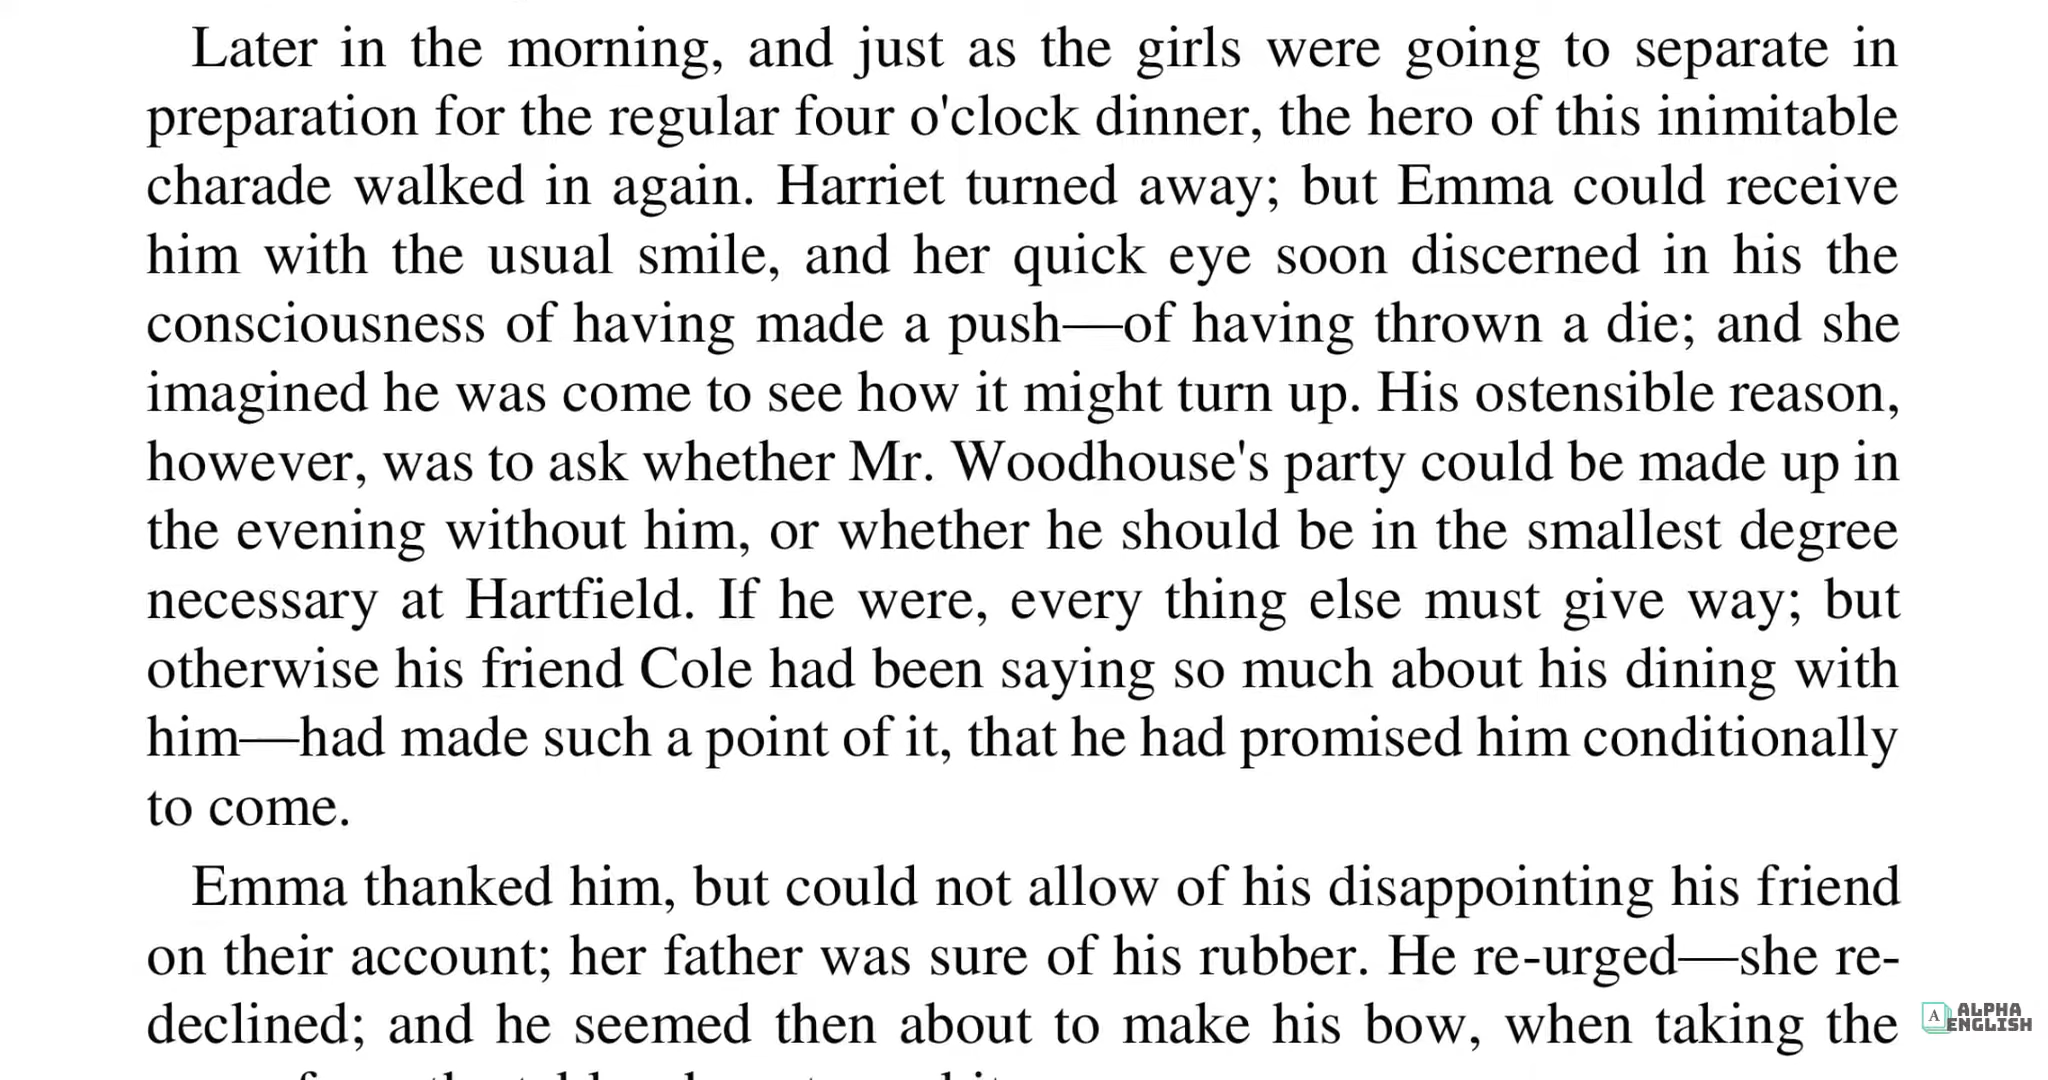 Later in the morning, and just as the girls were going to separate in
preparation for the regular four o'clock dinner, the hero of this inimitable
charade walked in again. Harriet turned away; but Emma could receive
him with the usual smile, and her quick eye soon discerned in his the
consciousness of having made a push—of having thrown a die; and she
imagined he was come to see how it might turn up. His ostensible reason,
however, was to ask whether Mr. Woodhouse's party could be made up in
the evening without him, or whether he should be in the smallest degree
necessary at Hartfield. If he were, every thing else must give way; but
otherwise his friend Cole had been saying so much about his dining with
him—had made such a point of it, that he had promised him conditionally
to come.
Emma thanked him, but could not allow of his disappointing his friend
on their account; her father was sure of his rubber. He re-urged—she re-
declined; and he seemed then about to make his bow, when taking the
A ALPHA
ENGLISH